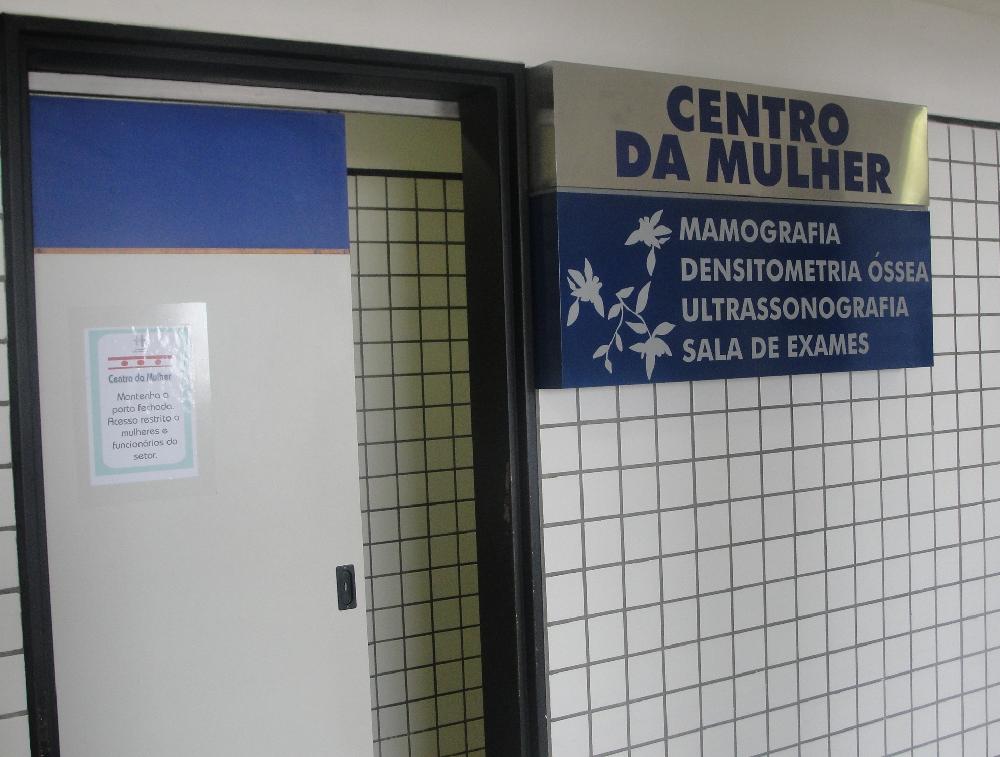 CENTRO
DA MULHER
MAMOGRAFIA
DENSITOMETRIA ÓSSEA
ULTRASSONOGRAFIA
SALA DE EXAMES
Centro da Mulher
Mantenha a
porta fechada.
Acesso restrito a
mulheres e
funcionários do
setor.